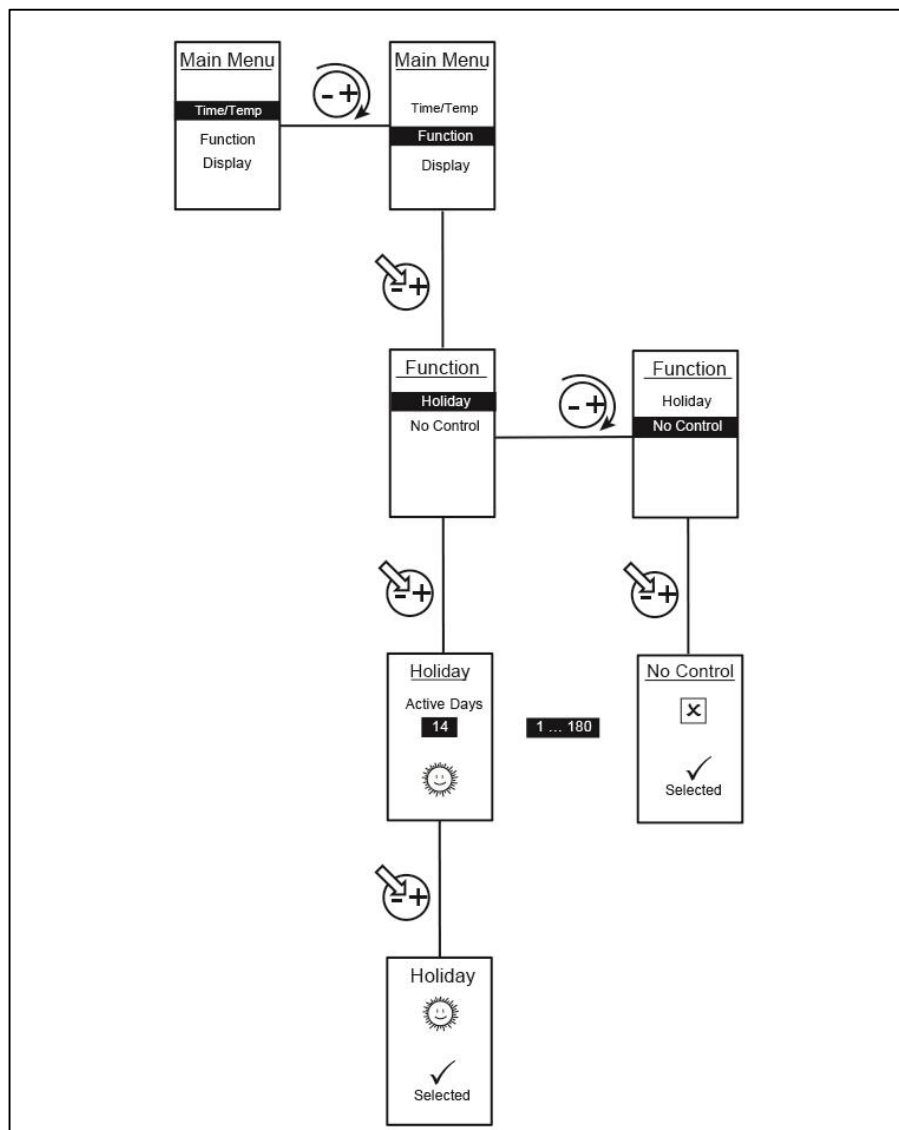 Main Menu
Time/Temp
Function
Display
- +
Main Menu
Time/Temp
Function
Display
- +
Function
Holiday
No Control
- +
Function
Holiday
No Control
- +
- +
Holiday
Active Days
14
1 ... 180
No Control
x
✓
Selected
- +
Holiday
✓
Selected